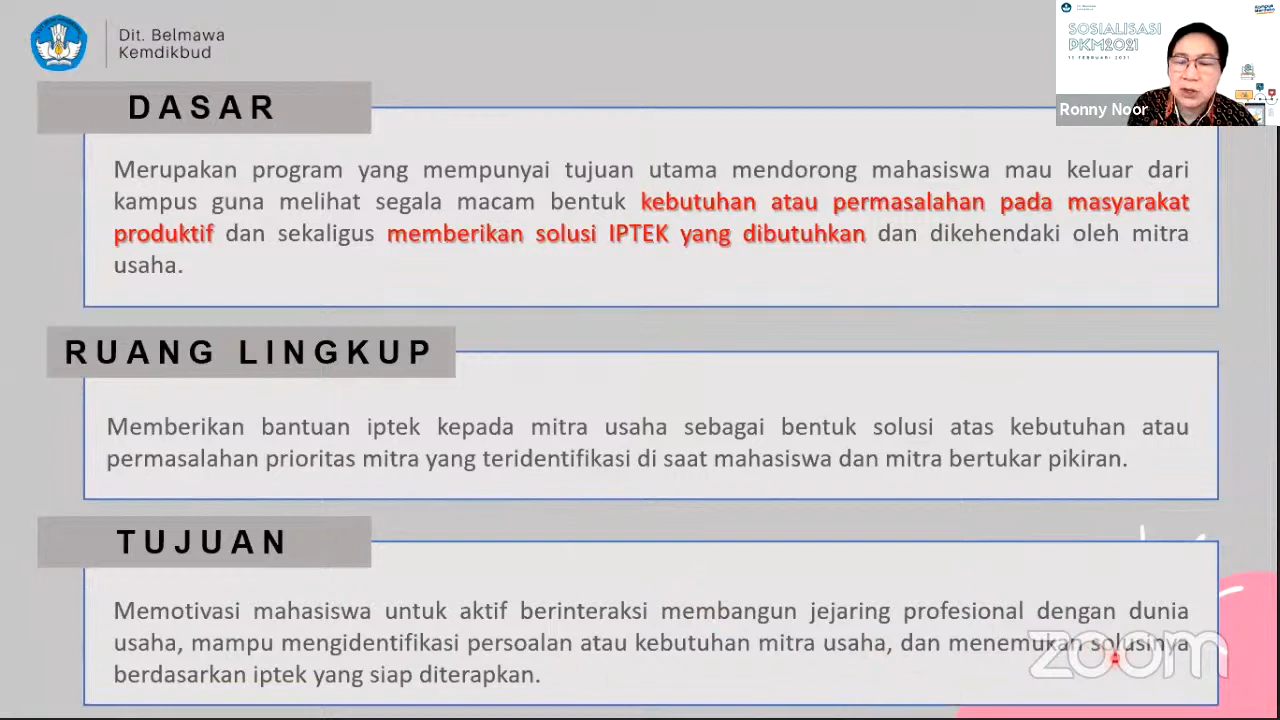 Dit. Belmawa
Kemdikbud
SOSIALISASI
PKM2021
11 FEBRUARI 2021
Ronny Noor
DASAR
Merupakan program yang mempunyai tujuan utama mendorong mahasiswa mau keluar dari
kampus guna melihat segala macam bentuk kebutuhan atau permasalahan pada masyarakat
produktif dan sekaligus memberikan solusi IPTEK yang dibutuhkan dan dikehendaki oleh mitra
usaha.
RUANG LINGKUP
Memberikan bantuan iptek kepada mitra usaha sebagai bentuk solusi atas kebutuhan atau
permasalahan prioritas mitra yang teridentifikasi di saat mahasiswa dan mitra bertukar pikiran.
TUJUAN
Memotivasi mahasiswa untuk aktif berinteraksi membangun jejaring profesional dengan dunia
usaha, mampu mengidentifikasi persoalan atau kebutuhan mitra usaha, dan menemukan solusinya
berdasarkan iptek yang siap diterapkan.
zoom